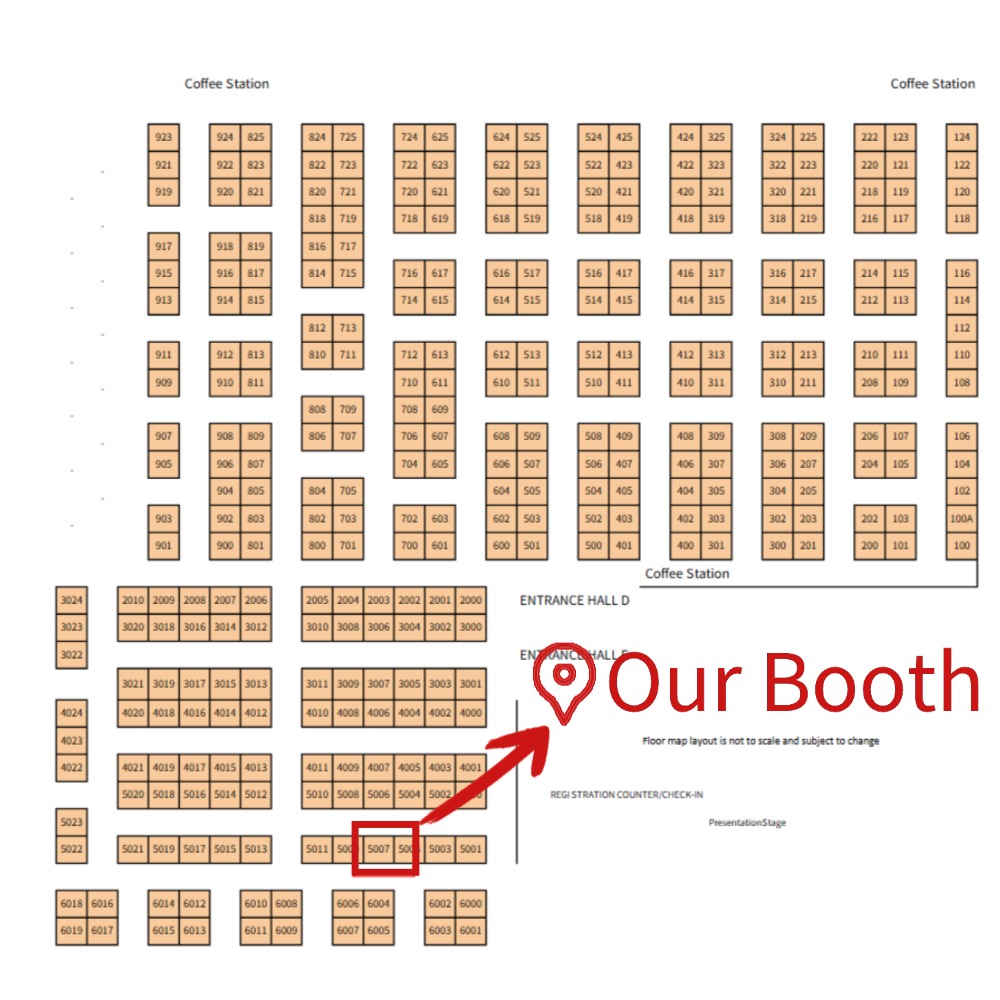 Coffee Station Coffee Station
923 924 825 824 725 724 625 624 525 524 425 424 325 324 225 222 123 124
921 922 823 822 723 722 623 622 523 522 423 422 323 322 223 220 121 122
919 920 821 820 721 720 621 620 521 520 421 420 321 320 221 218 119 120
818 719 718 619 618 519 518 419 418 319 318 219 216 117 118
917 918 819 816 717
915 916 817 814 715 716 617 616 517 516 417 416 317 316 217 214 115 116
913 914 815 714 615 614 515 514 415 414 315 314 215 212 113 114
812 713 112
911 912 813 810 711 712 613 612 513 512 413 412 313 312 213 210 111 110
909 910 811 710 611 610 511 510 411 410 311 310 211 208 109 108
808 709 708 609
907 908 809 806 707 706 607 608 509 508 409 408 309 308 209 206 107 106
905 906 807 704 605 606 507 506 407 406 307 306 207 204 105 104
904 805 804 705 604 505 504 405 404 305 304 205 102
903 902 803 802 703 702 603 602 503 502 403 402 303 302 203 202 103 100A
901 900 801 800 701 700 601 600 501 500 401 400 301 300 201 200 101 100
Coffee Station
3024 2010 2009 2008 2007 2006 2005 2004 2003 2002 2001 2000 ENTRANCE HALL D
3023 3020 3018 3016 3014 3012 3010 3008 3006 3004 3002 3000
3022 ENTRANCE HALL
Our Booth
3021 3019 3017 3015 3013 3011 3009 3007 3005 3003 3001
4024 4020 4018 4016 4014 4012 4010 4008 4006 4004 4002 4000
4023 Floor map layout is not to scale and subject to change
4022 4021 4019 4017 4015 4013 4011 4009 4007 4005 4003 4001
5020 5018 5016 5014 5012 5010 5008 5006 5004 5002 REGISTRATION COUNTER/CHECK-IN
5023 PresentationStage
5022 5021 5019 5017 5015 5013 5011 5007 5003 5001
6018 6016 6014 6012 6010 6008 6006 6004 6002 6000
6019 6017 6015 6013 6011 6009 6007 6005 6003 6001